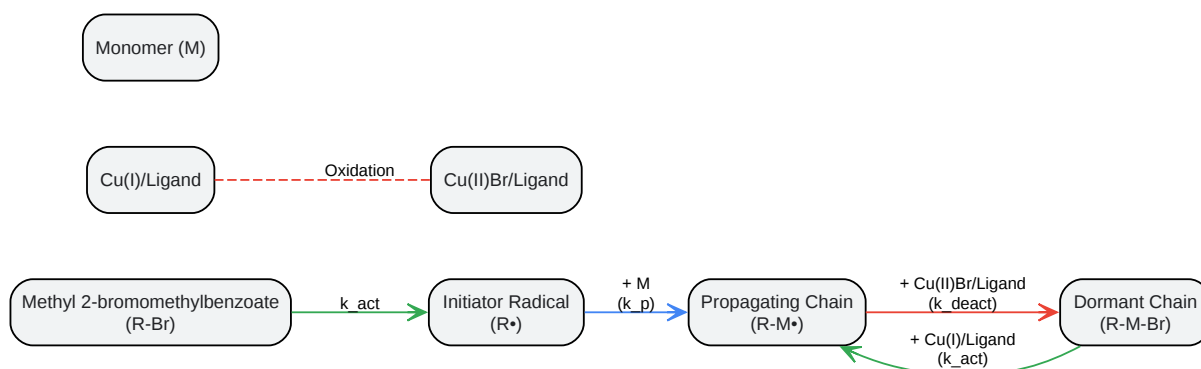 Monomer (M)
Cu(I)/Ligand
Oxidation
Cu(II)Br/Ligand
Methyl 2-bromomethylbenzoate
(R-Br)
k_act
Initiator Radical
(R•)
+ M
(k_p)
Propagating Chain
(R-M•)
+ Cu(II)Br/Ligand
(k_deact)
+ Cu(I)/Ligand
(k_act)
Dormant Chain
(R-M-Br)